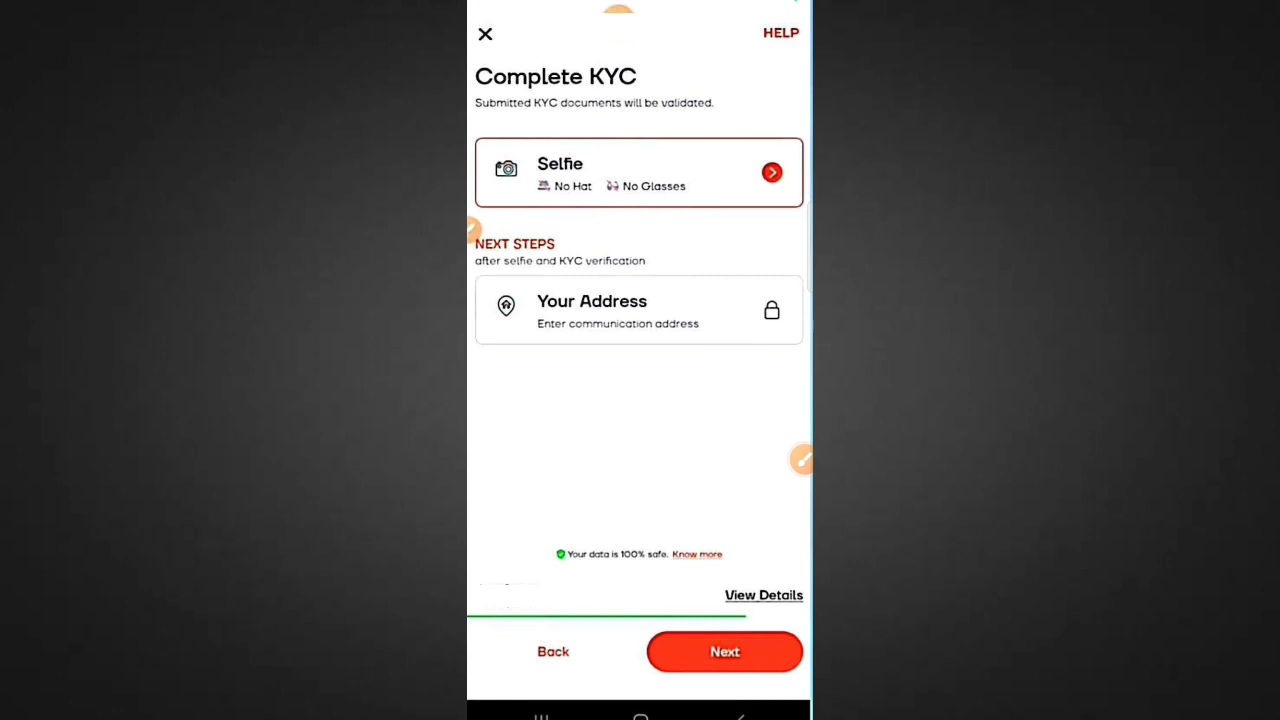 HELP
Complete KYC
Submitted KYC documents will be validated.
Selfie
No Hat No Glasses
NEXT STEPS
after selfie and KYC verification
Your Address
Enter communication address
Your data is 100% safe. Know more
View Details
Back Next